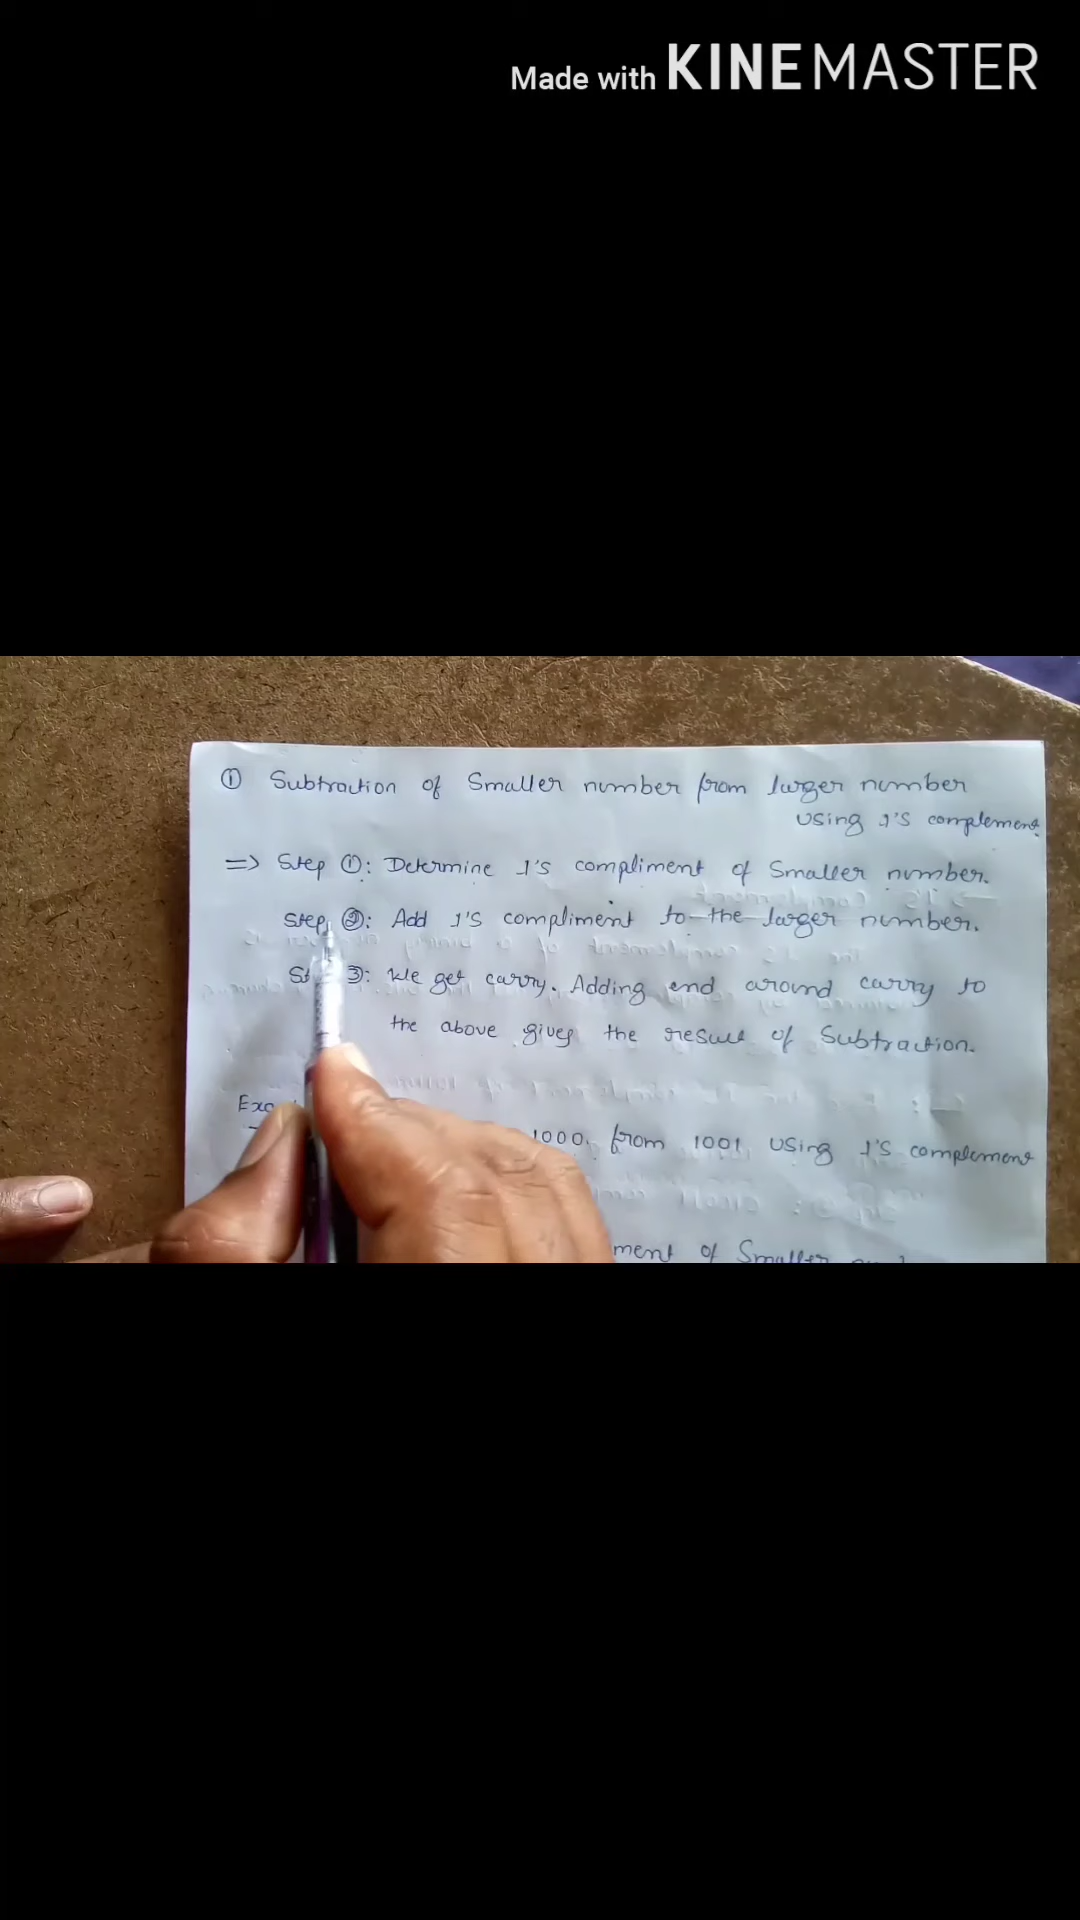 Made with KINEMASTER
① Subtraction of Smaller number from larger number
using 1's complement
=> Step ①: Determine 1's compliment of Smaller number.
Step ②: Add 1's compliment to the larger number.
3: We get carry. Adding end around carry to
the above gives the result of Subtraction.
1000 from 1001 using 1's complement
of Smaller